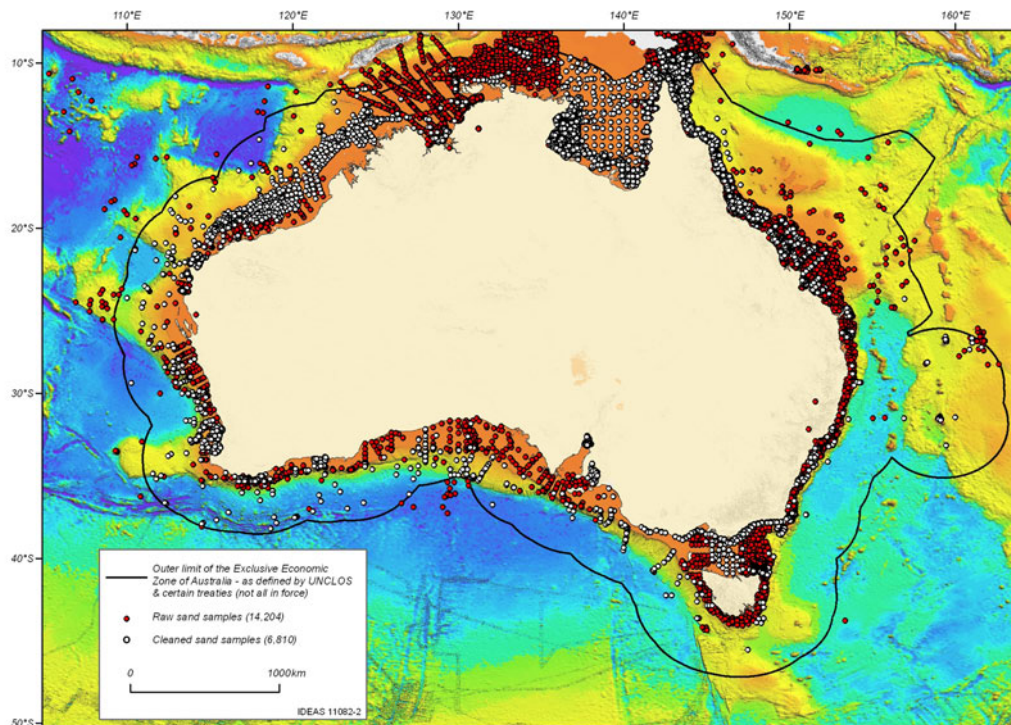 110°E 120°E 130°E 140°E 150°E 160°E
10°S
20°S
30°S
40°S
50°S
Outer limit of the Exclusive Economic
Zone of Australia - as defined by UNCLOS
& certain treaties (not all in force)
Raw sand samples (14,204)
Cleaned sand samples (6,810)
0 1000km
IDEAS 11082-2